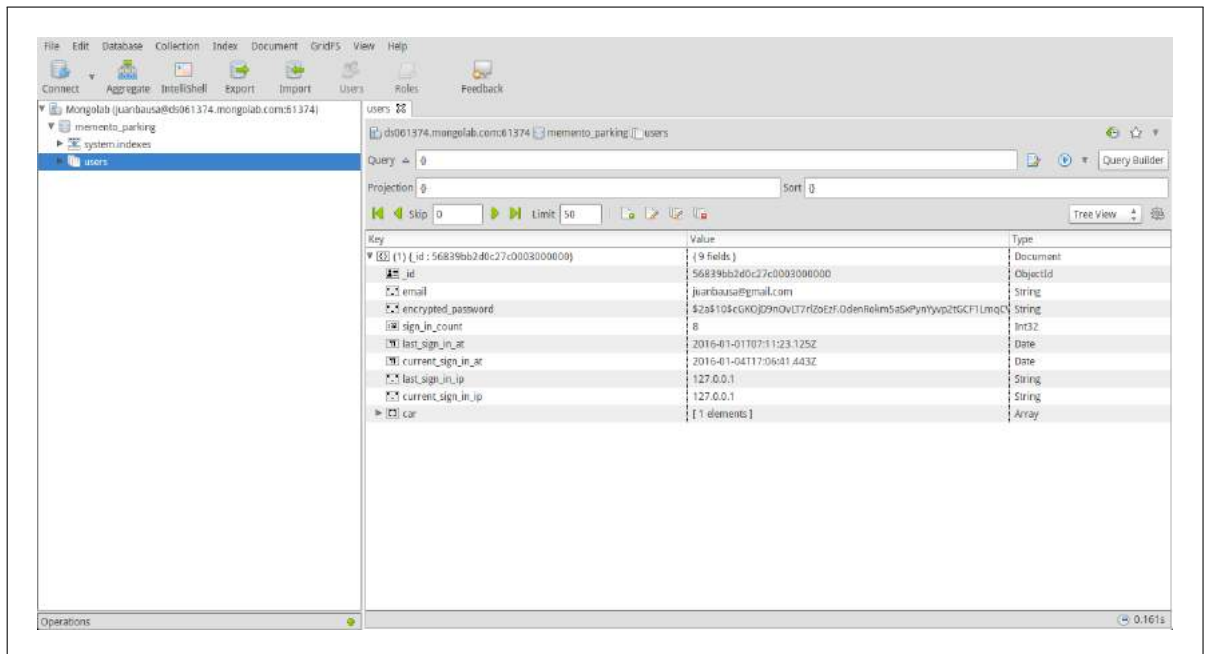 File Edit Database Collection Index Document GridFS View Help
Connect Aggregate IntelliShell Export Import Users Roles Feedback
Mongolab (juanbausa@ds061374.mongolab.com:61374)
memento_parking
system.indexes
users
users
ds061374.mongolab.com:61374 memento_parking users
Query {} Query Builder
Projection {} Sort {}
Skip 0 Limit 50 Tree View
Key Value Type
(1) {_id : 56839bb2d0c27c0003000000} { 9 fields } Document
_id 56839bb2d0c27c0003000000 ObjectId
email juanbausa@gmail.com String
encrypted_password String
sign_in_count 8 Int32
last_sign_in_at 2016-01-01T07:11:23.125Z Date
current_sign_in_at 2016-01-04T17:06:41.443Z Date
last_sign_in_ip 127.0.0.1 String
current_sign_in_ip 127.0.0.1 String
car [ 1 elements ] Array
Operations 0.161s